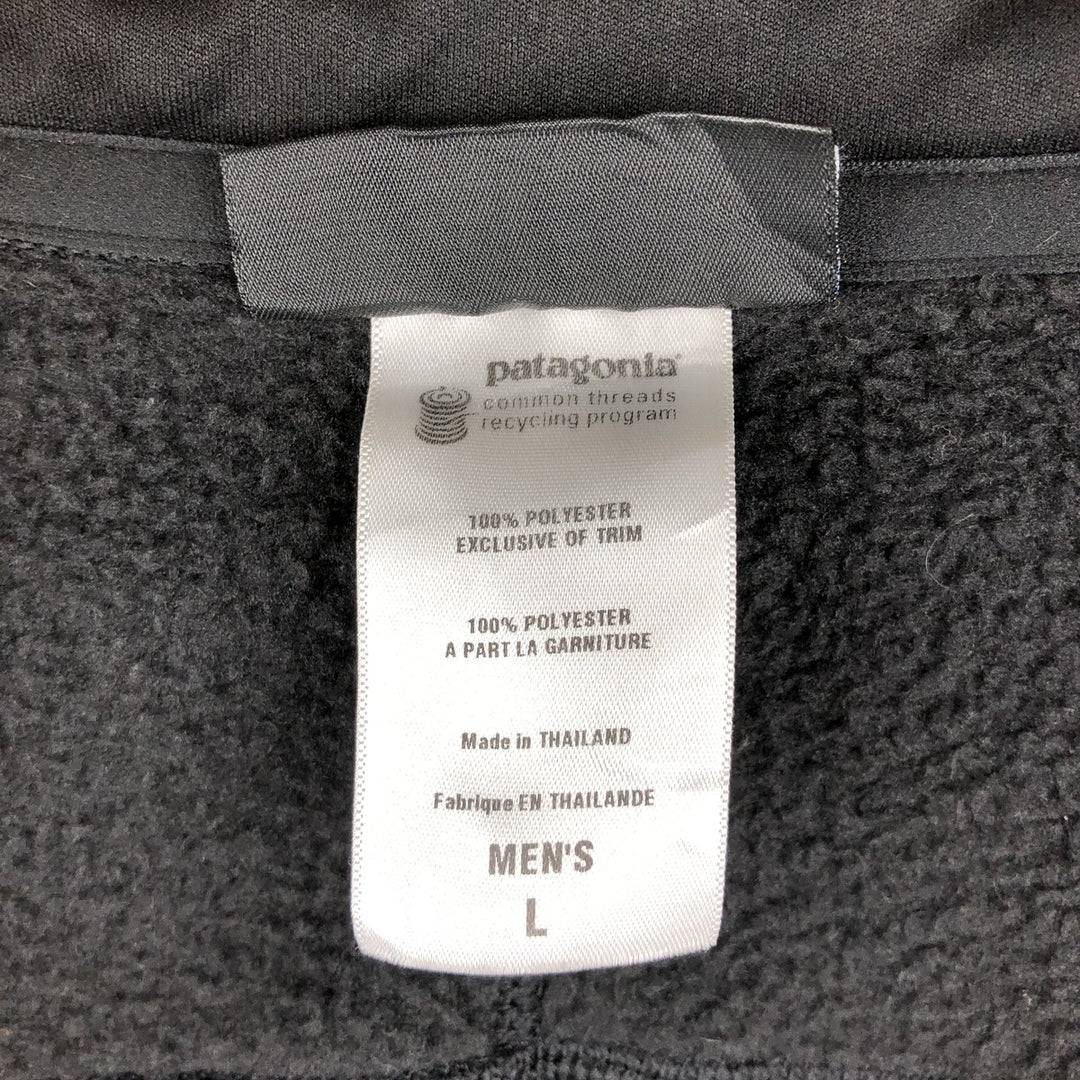 patagonia®
common threads
recycling program
100% POLYESTER
EXCLUSIVE OF TRIM
100% POLYESTER
A PART LA GARNITURE
Made in THAILAND
Fabrique EN THAILANDE
MEN'S
L